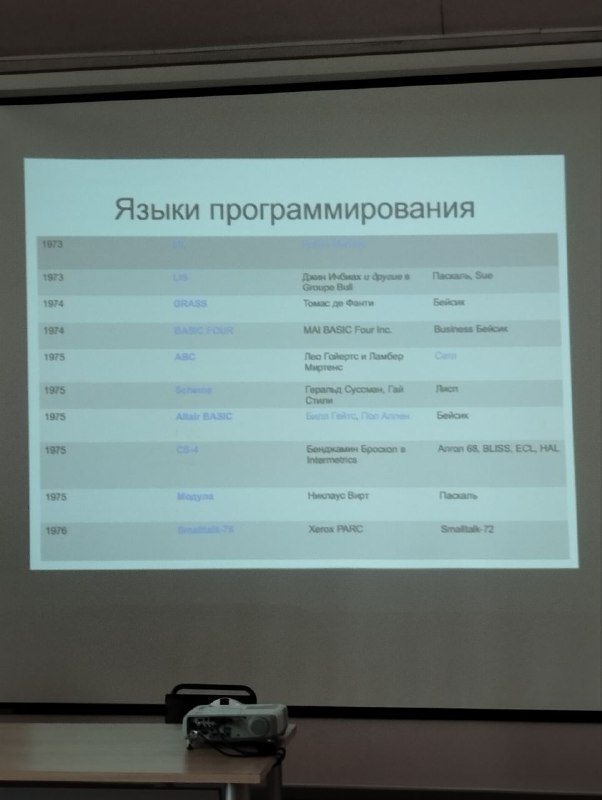 Языки программирования
1973 ML
1973 LIS Джин Ичбиах и другие в Паскаль, Sue
Groupe Bull
1974 GRASS Томас де Фанти Бейсик
1974 BASIC FOUR MAI BASIC Four Inc. Business Бейсик
1975 ABC Лео Гойертс и Ламбер
Миртенс
1975 Scheme Геральд Суссман, Гай Лисп
Стили
1975 Altair BASIC Билл Гейтс, Пол Аллен Бейсик
1975 CS-4 Бенджамин Броскол в Алгол 68, BLISS, ECL, HAL
Intermetrics
1975 Модула Никлаус Вирт Паскаль
1976 Smalltalk-76 Xerox PARC Smalltalk-72